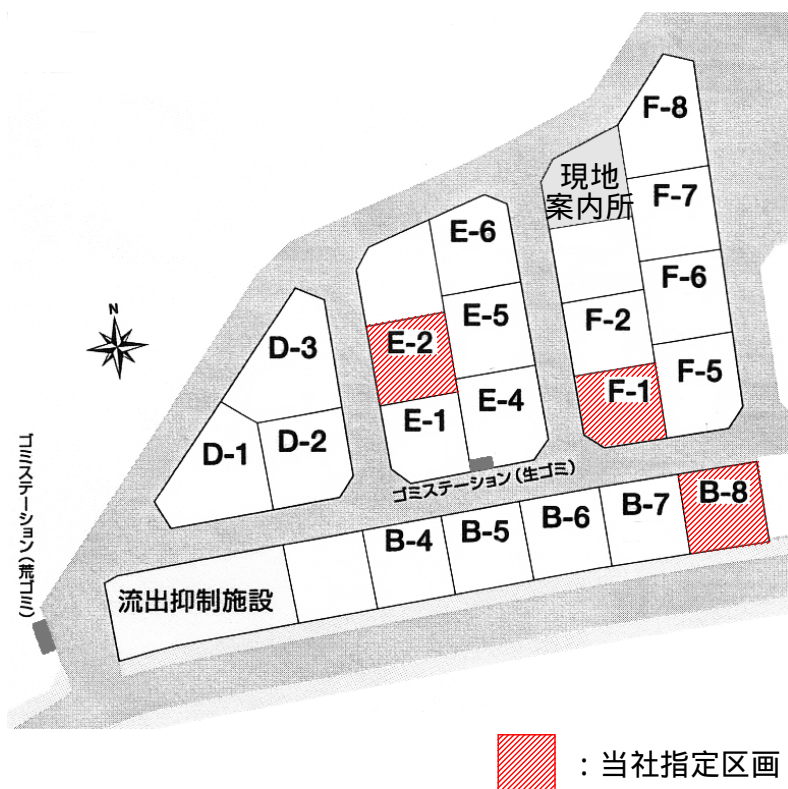 F-8
現地
案内所
F-7
E-6
F-6
E-5
F-2
E-2
D-3
F-5
F-1
E-4
E-1
D-2
D-1
N
ゴミステーション（生ゴミ）
B-8
B-7
B-6
B-5
B-4
流出抑制施設
ゴミステーション（荒ゴミ）
：当社指定区画